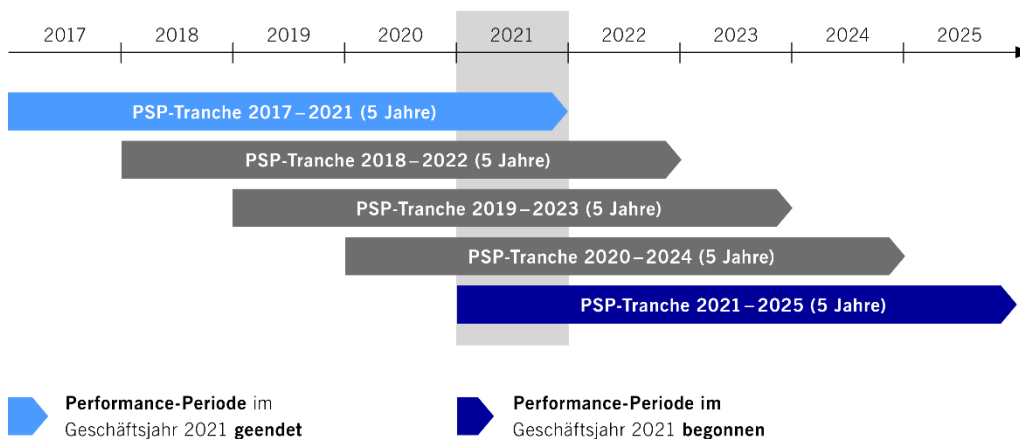 2017 2018 2019 2020 2021 2022 2023 2024 2025
PSP-Tranche 2017–2021 (5 Jahre)
PSP-Tranche 2018–2022 (5 Jahre)
PSP-Tranche 2019–2023 (5 Jahre)
PSP-Tranche 2020–2024 (5 Jahre)
PSP-Tranche 2021–2025 (5 Jahre)
Performance-Periode im
Geschäftsjahr 2021 geendet
Performance-Periode im
Geschäftsjahr 2021 begonnen